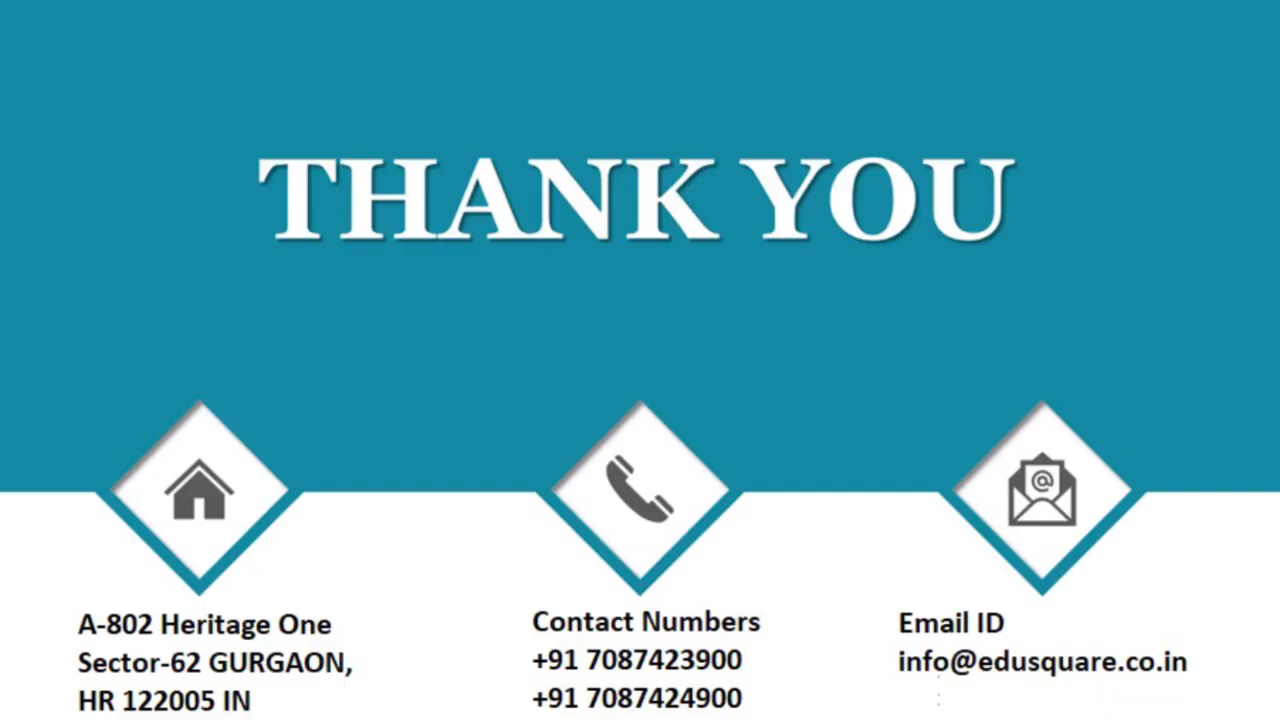 THANK YOU
A-802 Heritage One
Sector-62 GURGAON,
HR 122005 IN
Contact Numbers
+91 7087423900
+91 7087424900
Email ID
info@edusquare.co.in